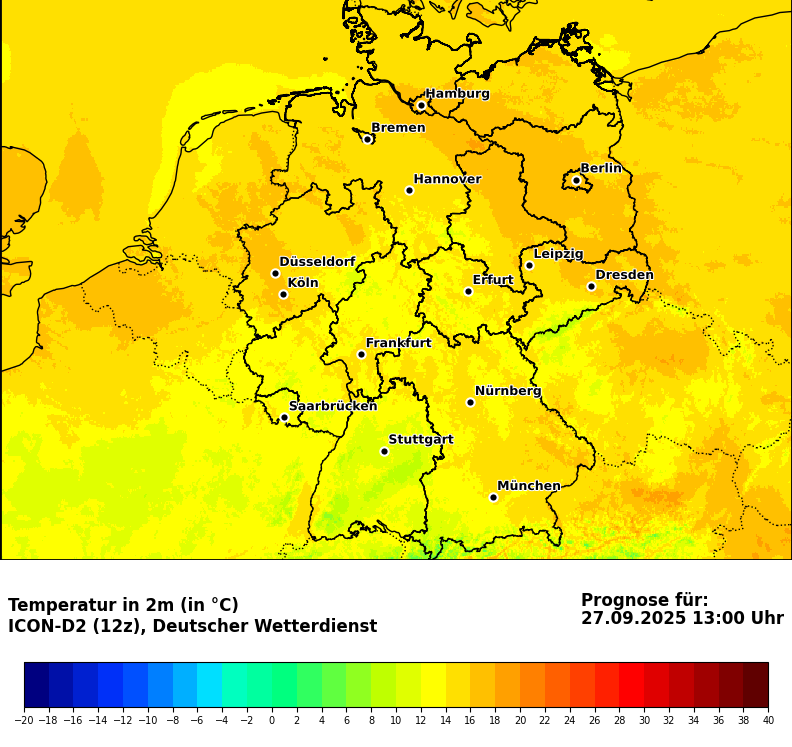 Hamburg
Bremen
Berlin
Hannover
Leipzig
Düsseldorf
Dresden
Köln
Erfurt
Frankfurt
Nürnberg
Saarbrücken
Stuttgart
München
Temperatur in 2m (in °C)
ICON-D2 (12z), Deutscher Wetterdienst
Prognose für:
27.09.2025 13:00 Uhr
−20 −18 −16 −14 −12 −10 −8 −6 −4 −2 0 2 4 6 8 10 12 14 16 18 20 22 24 26 28 30 32 34 36 38 40